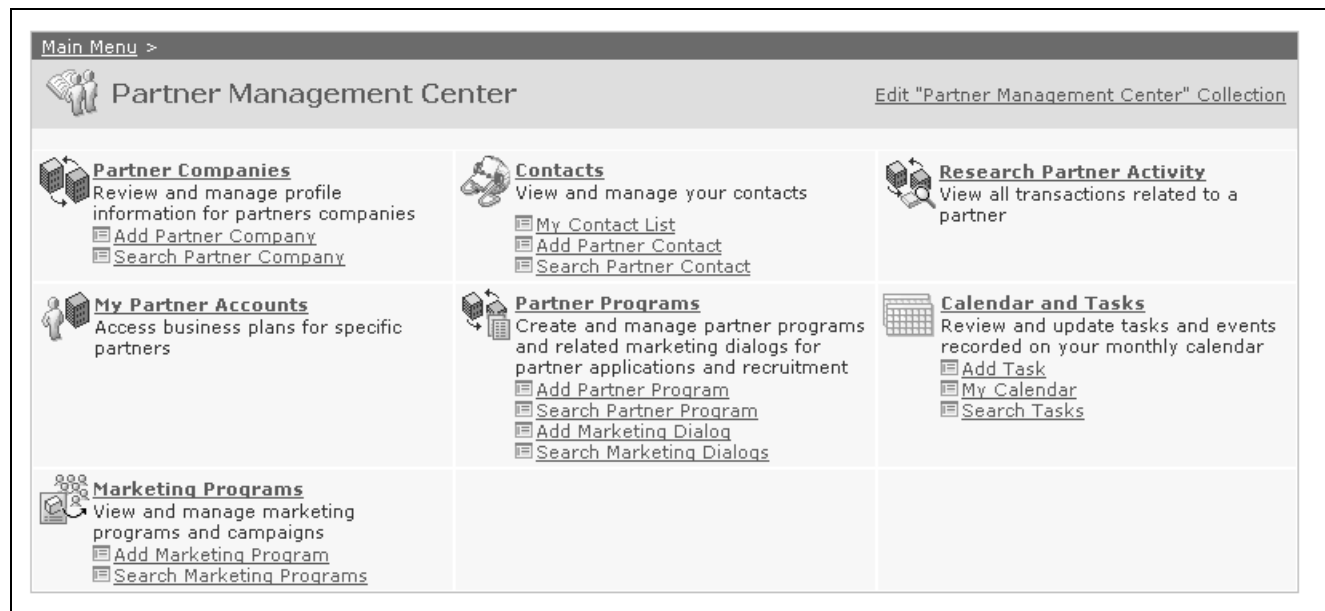 Main Menu >
Partner Management Center
Edit "Partner Management Center" Collection
Partner Companies
Review and manage profile
information for partners companies
Add Partner Company
Search Partner Company
Contacts
View and manage your contacts
My Contact List
Add Partner Contact
Search Partner Contact
Research Partner Activity
View all transactions related to a
partner
My Partner Accounts
Access business plans for specific
partners
Partner Programs
Create and manage partner programs
and related marketing dialogs for
partner applications and recruitment
Add Partner Program
Search Partner Program
Add Marketing Dialog
Search Marketing Dialogs
Calendar and Tasks
Review and update tasks and events
recorded on your monthly calendar
Add Task
My Calendar
Search Tasks
Marketing Programs
View and manage marketing
programs and campaigns
Add Marketing Program
Search Marketing Programs